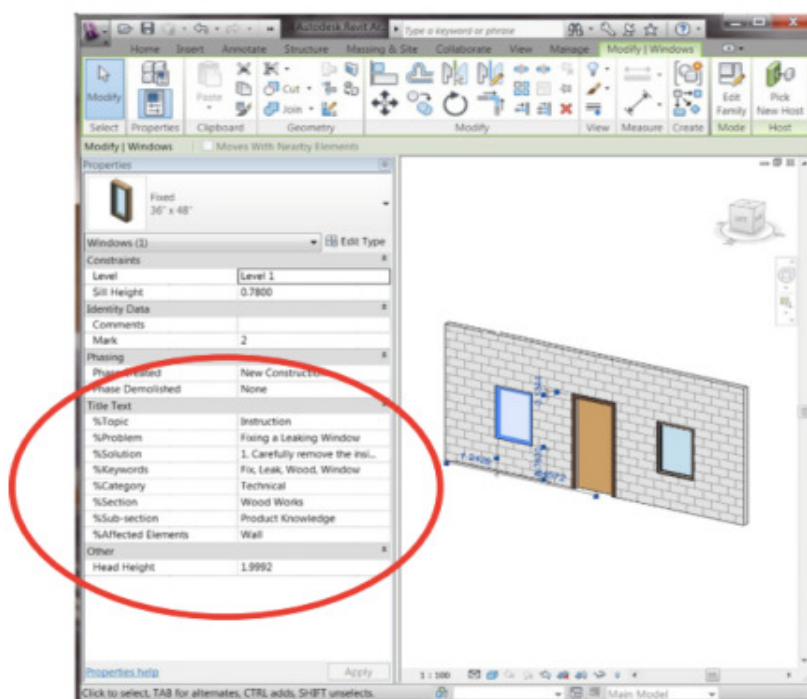 Autodesk Revit Ar
Type a keyword or phrase
Home Insert Annotate Structure Massing & Site Collaborate View Manage Modify | Windows
Modify
Paste
Cut
Join
Edit Family
Pick New Host
Select Properties Clipboard Geometry Modify View Measure Create Mode Host
Modify | Windows Moves With Nearby Elements
Properties
Fixed
36" x 48"
Windows (1) Edit Type
Constraints
Level Level 1
Sill Height 0.7800
Identity Data
Comments
Mark 2
Phasing
Phase Created New Construction
Phase Demolished None
Title Text
%Topic Instruction
%Problem Fixing a Leaking Window
%Solution 1. Carefully remove the insi...
%Keywords Fix, Leak, Wood, Window
%Category Technical
%Section Wood Works
%Sub-section Product Knowledge
%Affected Elements Wall
Other
Head Height 1.9992
Properties help Apply
1 : 100
Click to select, TAB for alternates, CTRL adds, SHIFT unselects. Main Model